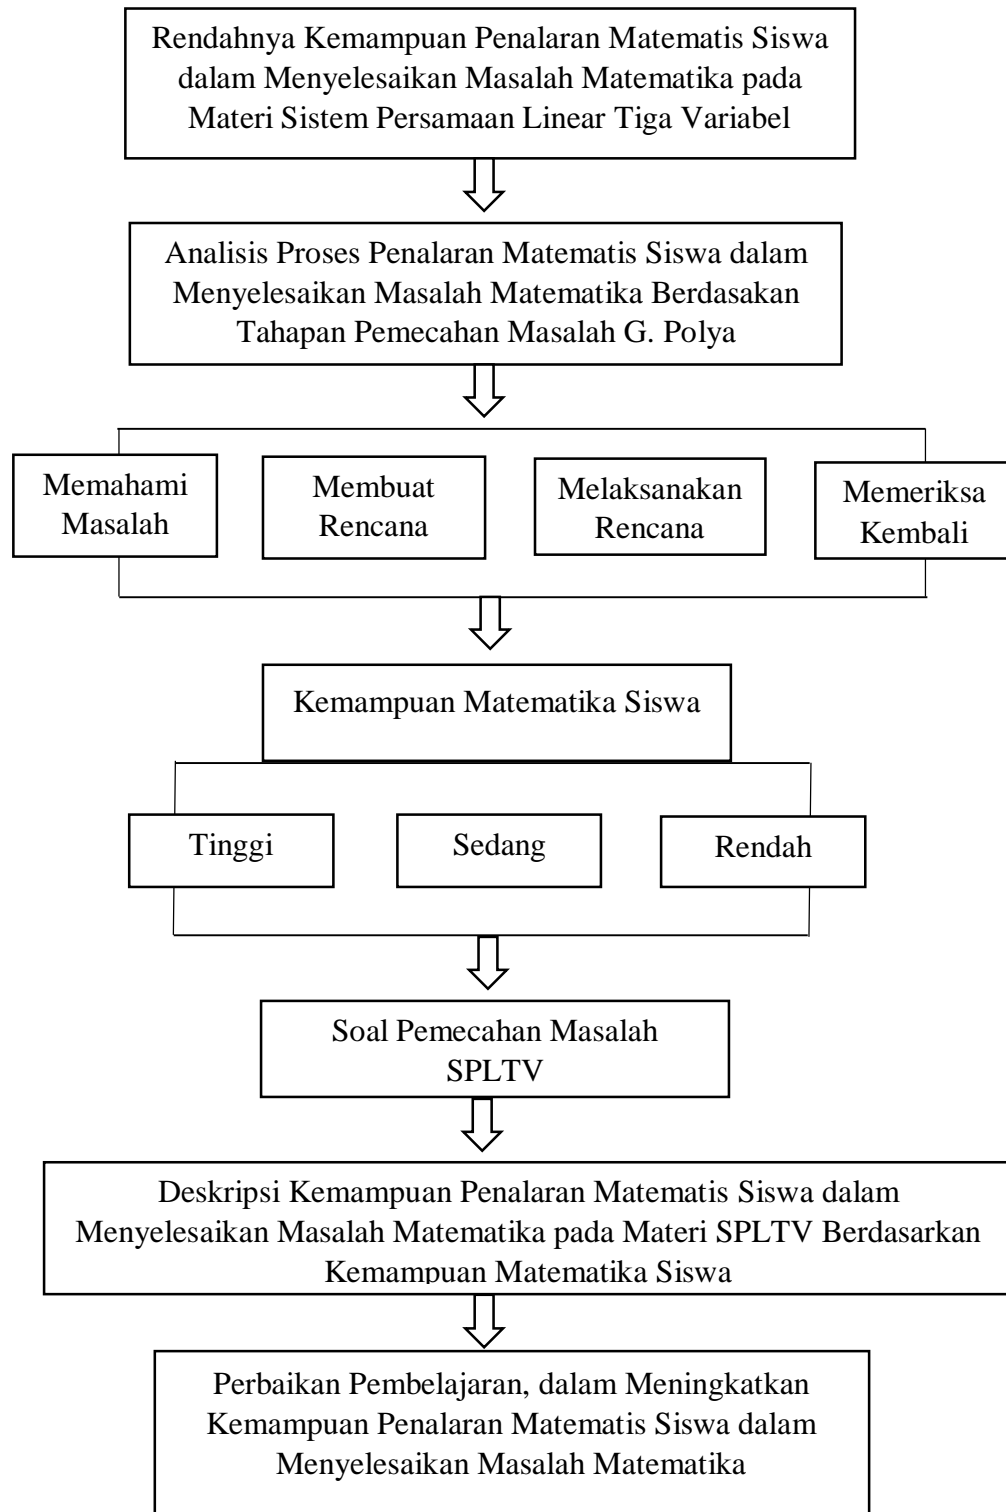 Rendahnya Kemampuan Penalaran Matematis Siswa
dalam Menyelesaikan Masalah Matematika pada
Materi Sistem Persamaan Linear Tiga Variabel
Analisis Proses Penalaran Matematis Siswa dalam
Menyelesaikan Masalah Matematika Berdasakan
Tahapan Pemecahan Masalah G. Polya
Memahami
Masalah
Membuat
Rencana
Melaksanakan
Rencana
Memeriksa
Kembali
Kemampuan Matematika Siswa
Tinggi
Sedang
Rendah
Soal Pemecahan Masalah
SPLTV
Deskripsi Kemampuan Penalaran Matematis Siswa dalam
Menyelesaikan Masalah Matematika pada Materi SPLTV Berdasarkan
Kemampuan Matematika Siswa
Perbaikan Pembelajaran, dalam Meningkatkan
Kemampuan Penalaran Matematis Siswa dalam
Menyelesaikan Masalah Matematika